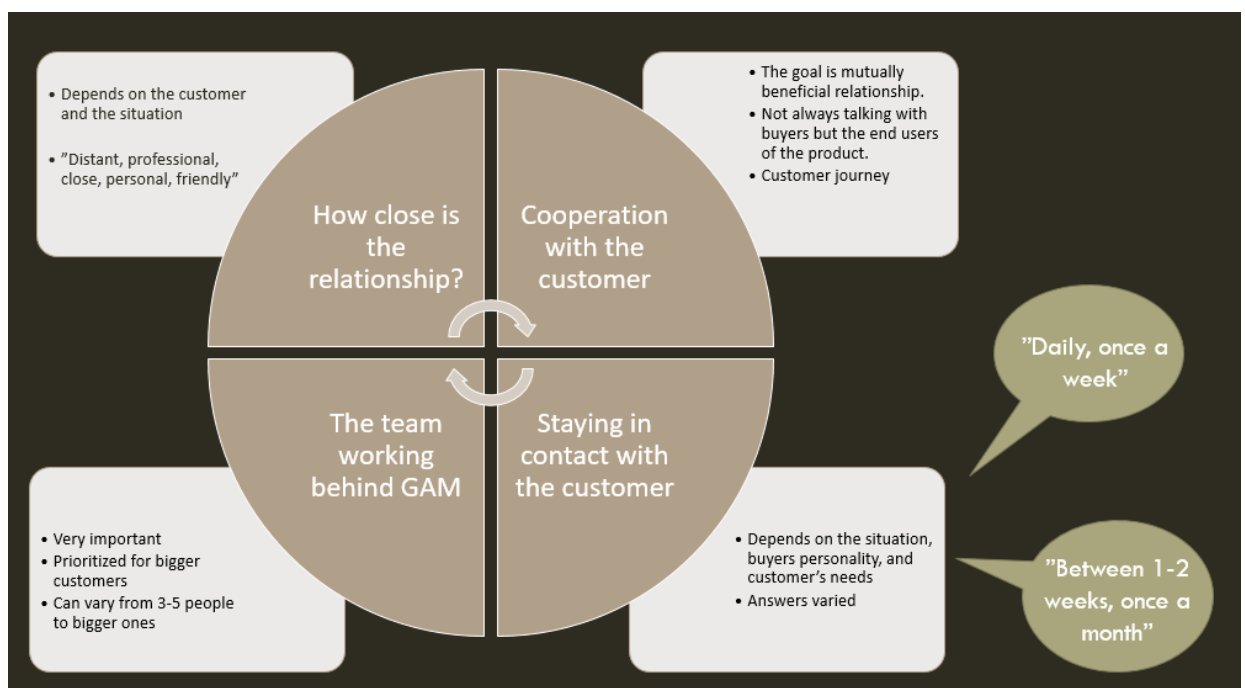 • Depends on the customer
and the situation
• ”Distant, professional,
close, personal, friendly”
How close is
the
relationship?
• The goal is mutually
beneficial relationship.
• Not always talking with
buyers but the end users
of the product.
• Customer journey
Cooperation
with the
customer
The team
working
behind GAM
• Very important
• Prioritized for bigger
customers
• Can vary from 3-5 people
to bigger ones
Staying in
contact with
the customer
• Depends on the situation,
buyers personality, and
customer’s needs
• Answers varied
”Daily, once a
week”
”Between 1-2
weeks, once a
month”